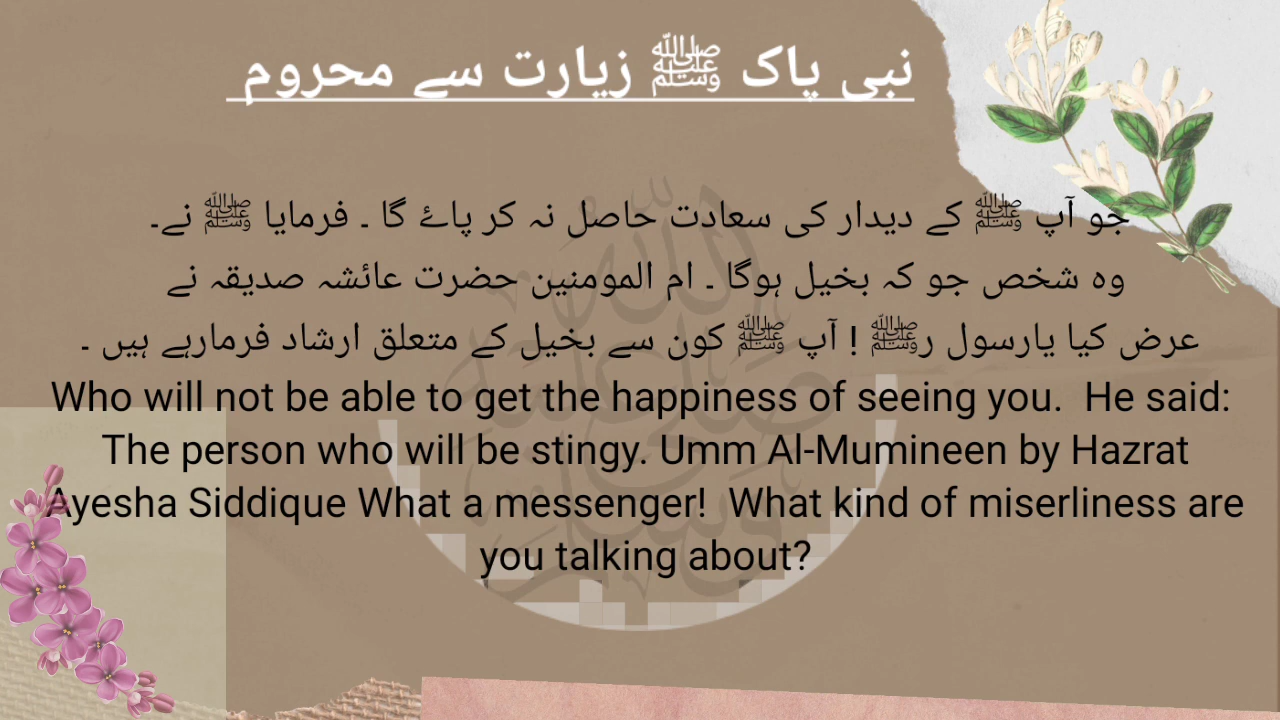 نبی پاک ﷺ زیارت سے محروم
جو آپ ﷺ کے دیدار کی سعادت حاصل نہ کر پاۓ گا ۔ فرمایا ﷺ نے۔
وہ شخص جو کہ بخیل ہوگا ۔ ام المومنین حضرت عائشہ صدیقہ نے
عرض کیا یارسول رﷺ ! آپ ﷺ کون سے بخیل کے متعلق ارشاد فرمارہے ہیں ۔
Who will not be able to get the happiness of seeing you.  He said:
The person who will be stingy. Umm Al-Mumineen by Hazrat
Ayesha Siddique What a messenger!  What kind of miserliness are
you talking about?